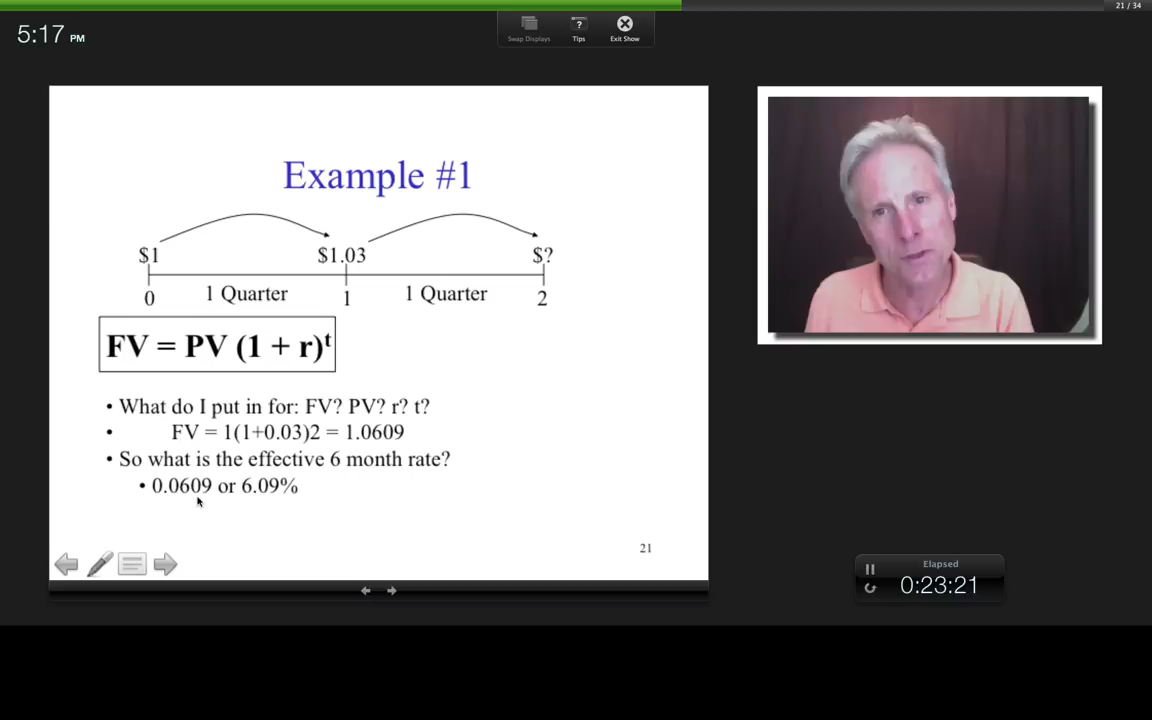 21 / 34
5:17 PM
Swap Displays
?
Tips
Exit Show
Example #1
$1
$1.03
$?
0
1 Quarter
1
1 Quarter
2
FV = PV (1 + r)t
• What do I put in for: FV? PV? r? t?
• FV = 1(1+0.03)2 = 1.0609
• So what is the effective 6 month rate?
• 0.0609 or 6.09%
21
Elapsed
0:23:21